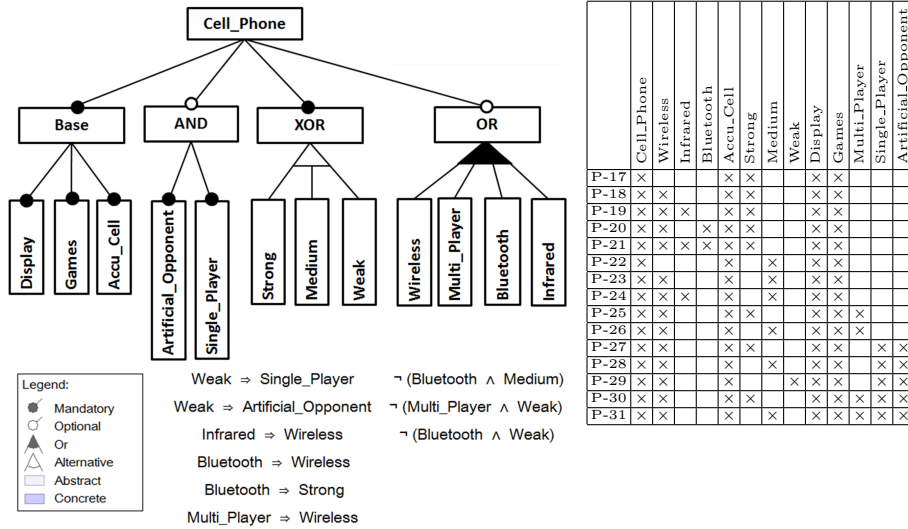 Cell_Phone
Base
AND
XOR
OR
Display
Games
Accu_Cell
Artificial_Opponent
Single_Player
Strong
Medium
Weak
Wireless
Multi_Player
Bluetooth
Infrared
Legend:
Mandatory
Optional
Or
Alternative
Abstract
Concrete
Weak ⇒ Single_Player
Weak ⇒ Artificial_Opponent
Infrared ⇒ Wireless
Bluetooth ⇒ Wireless
Bluetooth ⇒ Strong
Multi_Player ⇒ Wireless
¬ (Bluetooth ∧ Medium)
¬ (Multi_Player ∧ Weak)
¬ (Bluetooth ∧ Weak)
Cell_Phone Wireless Infrared Bluetooth Accu_Cell Strong Medium Weak Display Games Multi_Player Single_Player Artificial_Opponent
P-17 × × × × ×
P-18 × × × × × ×
P-19 × × × × × × ×
P-20 × × × × × × ×
P-21 × × × × × × × ×
P-22 × × × × ×
P-23 × × × × × ×
P-24 × × × × × × ×
P-25 × × × × × × ×
P-26 × × × × × × ×
P-27 × × × × × × × ×
P-28 × × × × × × × ×
P-29 × × × × × × × ×
P-30 × × × × × × × × ×
P-31 × × × × × × × × ×